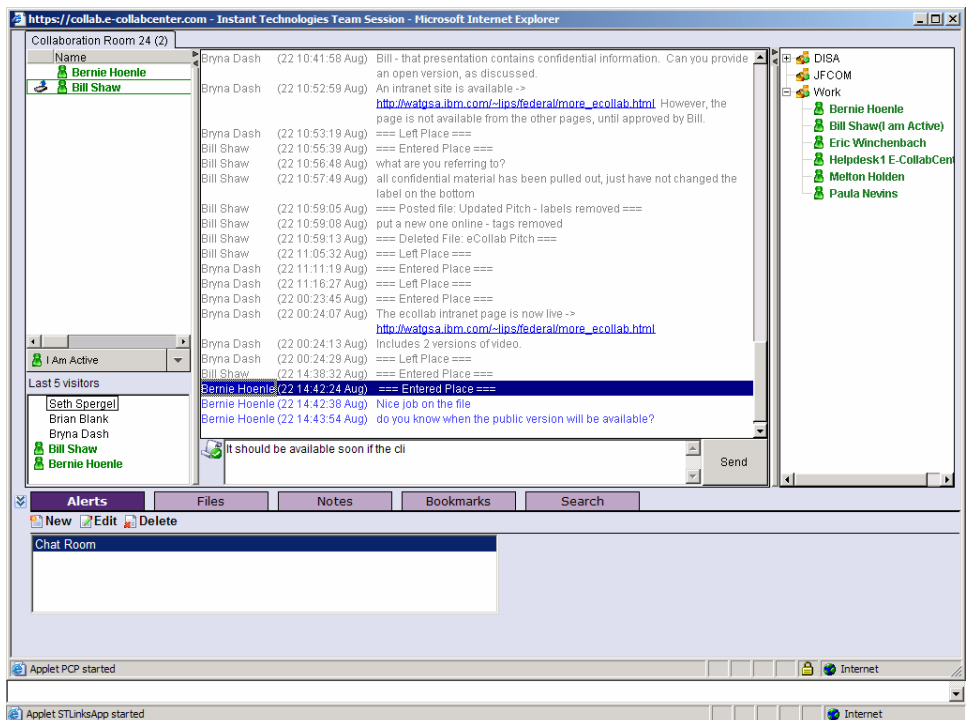 https://collab.e-collabcenter.com - Instant Technologies Team Session - Microsoft Internet Explorer
Collaboration Room 24 (2)
Name
Bernie Hoenle
Bill Shaw
I Am Active
Last 5 visitors
Seth Spergel
Brian Blank
Bryna Dash
Bill Shaw
Bernie Hoenle
Bryna Dash (22 10:41:58 Aug) Bill - that presentation contains confidential information. Can you provide
an open version, as discussed.
Bryna Dash (22 10:52:59 Aug) An intranet site is available ->
http://watgsa.ibm.com/~lips/federal/more_ecollab.html However, the
page is not available from the other pages, until approved by Bill.
Bryna Dash (22 10:53:19 Aug) === Left Place ===
Bill Shaw (22 10:55:39 Aug) === Entered Place ===
Bill Shaw (22 10:56:48 Aug) what are you referring to?
Bill Shaw (22 10:57:49 Aug) all confidential material has been pulled out, just have not changed the
label on the bottom
Bill Shaw (22 10:59:05 Aug) === Posted file: Updated Pitch - labels removed ===
Bill Shaw (22 10:59:08 Aug) put a new one online - tags removed
Bill Shaw (22 10:59:13 Aug) === Deleted File: eCollab Pitch ===
Bill Shaw (22 11:05:32 Aug) === Left Place ===
Bryna Dash (22 11:11:19 Aug) === Entered Place ===
Bryna Dash (22 11:16:27 Aug) === Left Place ===
Bryna Dash (22 00:23:45 Aug) === Entered Place ===
Bryna Dash (22 00:24:07 Aug) The ecollab intranet page is now live ->
http://watgsa.ibm.com/~lips/federal/more_ecollab.html
Bryna Dash (22 00:24:13 Aug) Includes 2 versions of video.
Bryna Dash (22 00:24:29 Aug) === Left Place ===
Bill Shaw (22 14:38:32 Aug) === Entered Place ===
Bernie Hoenle (22 14:42:24 Aug) === Entered Place ===
Bernie Hoenle (22 14:42:38 Aug) Nice job on the file
Bernie Hoenle (22 14:43:54 Aug) do you know when the public version will be available?
It should be available soon if the cli
Send
DISA
JFCOM
Work
Bernie Hoenle
Bill Shaw(I am Active)
Eric Winchenbach
Helpdesk1 E-CollabCen
Melton Holden
Paula Nevins
Alerts Files Notes Bookmarks Search
New Edit Delete
Chat Room
Applet PCP started Internet
Applet STLinksApp started Internet